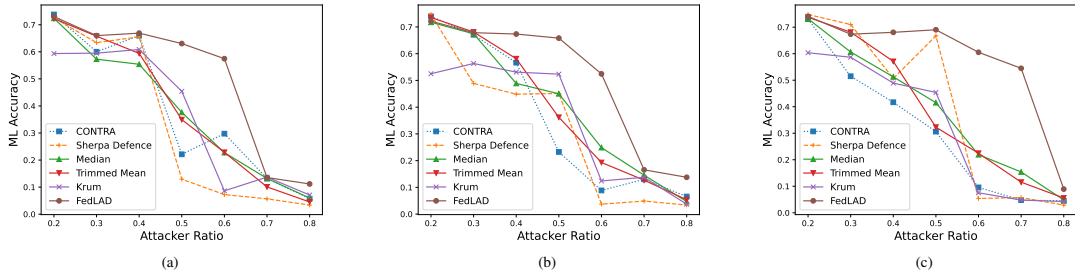 ML Accuracy
0.7
0.6
0.5
0.4
0.3
0.2
0.1
0.0
CONTRA
Sherpa Defence
Median
Trimmed Mean
Krum
FedLAD
0.2 0.3 0.4 0.5 0.6 0.7 0.8
Attacker Ratio
(a)
ML Accuracy
0.7
0.6
0.5
0.4
0.3
0.2
0.1
0.0
CONTRA
Sherpa Defence
Median
Trimmed Mean
Krum
FedLAD
0.2 0.3 0.4 0.5 0.6 0.7 0.8
Attacker Ratio
(b)
ML Accuracy
0.7
0.6
0.5
0.4
0.3
0.2
0.1
0.0
CONTRA
Sherpa Defence
Median
Trimmed Mean
Krum
FedLAD
0.2 0.3 0.4 0.5 0.6 0.7 0.8
Attacker Ratio
(c)